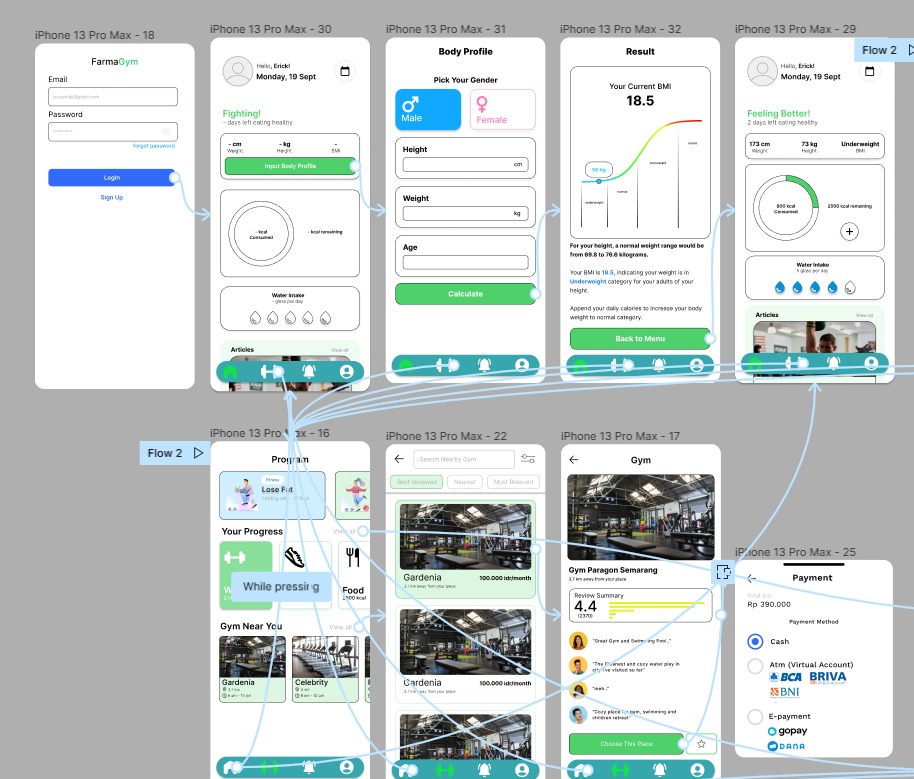 iPhone 13 Pro Max - 18
FarmaGym
Email
Password
forgot password
Login
Sign Up
iPhone 13 Pro Max - 30
Hello, Erick!
Monday, 19 Sept
Fighting!
- days left eating healthy
- cm
Weight
- kg
Height
BMI
Input Body Profile
- kcal
Consumed
- kcal remaining
Water Intake
- glass per day
Articles
View all
iPhone 13 Pro Max - 31
Body Profile
Pick Your Gender
Male
Female
Height
cm
Weight
kg
Age
Calculate
iPhone 13 Pro Max - 32
Result
Your Current BMI
18.5
56 Kg
underweight
normal
overweight
obese
For your height, a normal weight range would be
from 69.8 to 76.6 kilograms.
Your BMI is 18.5, indicating your weight is in
Underweight category for your adults of your
height.
Append your daily calories to increase your body
weight to normal category.
Back to Menu
iPhone 13 Pro Max - 29
Flow 2
Hello, Erick!
Monday, 19 Sept
Feeling Better!
2 days left eating healthy
173 cm
Weight
73 kg
Height
Underweight
BMI
800 kcal
Consumed
2500 kcal remaining
Water Intake
5 glass per day
Articles
View all
Flow 2
iPhone 13 Pro Max - 16
Program
Fitness
Lose Fat
Your Progress
View all
While pressing
Food
Gym Near You
View all
Gardenia
3.7 km
Celebrity
iPhone 13 Pro Max - 22
Search Nearby Gym
Best reviewed
Nearest
Most Relevant
Gardenia
100.000 idr/month
3.7 km away from your place
Gardenia
100.000 idr/month
3.7 km away from your place
iPhone 13 Pro Max - 17
Gym
Gym Paragon Semarang
3.7 km away from your place
Review Summary
4.4
(2370)
"Great Gym and Swimming Pool.."
"The Cleanest and cozy water play in
city i've visited so far"
"meh.."
"Cozy place for gym, swimming and
children retreat"
Choose This Place
iPhone 13 Pro Max - 25
Payment
Total bill
Rp 390.000
Payment Method
Cash
Atm (Virtual Account)
BCA
BRIVA
BNI
E-payment
gopay
DANA